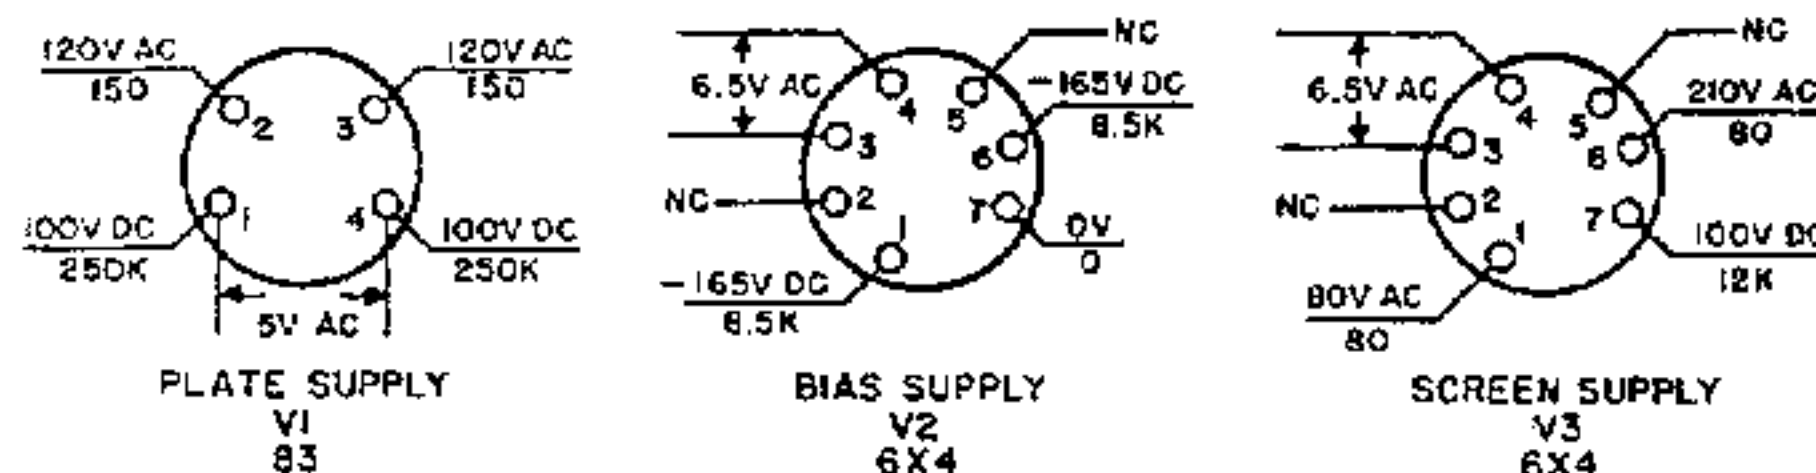 120V AC
150
120V AC
150
2
3
1
4
100V DC
250K
100V DC
250K
5V AC
PLATE SUPPLY
V1
83
NC
6.5V AC
4
5
-165V DC
8.5K
3
6
NC
2
7
1
0V
0
-165V DC
8.5K
BIAS SUPPLY
V2
6X4
NC
6.5V AC
4
5
210V AC
80
3
6
NC
2
7
1
100V DC
12K
80V AC
80
SCREEN SUPPLY
V3
6X4